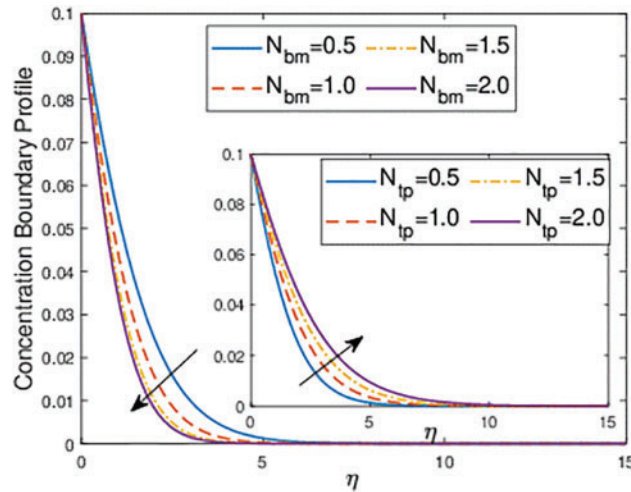 Concentration Boundary Profile
0.1
0.09
0.08
0.07
0.06
0.05
0.04
0.03
0.02
0.01
0
N_bm=0.5 N_bm=1.5
N_bm=1.0 N_bm=2.0
0.1
0.08
0.06
0.04
0.02
0
N_tp=0.5 N_tp=1.5
N_tp=1.0 N_tp=2.0
0 5 10 15
η
0 5 10 15
η